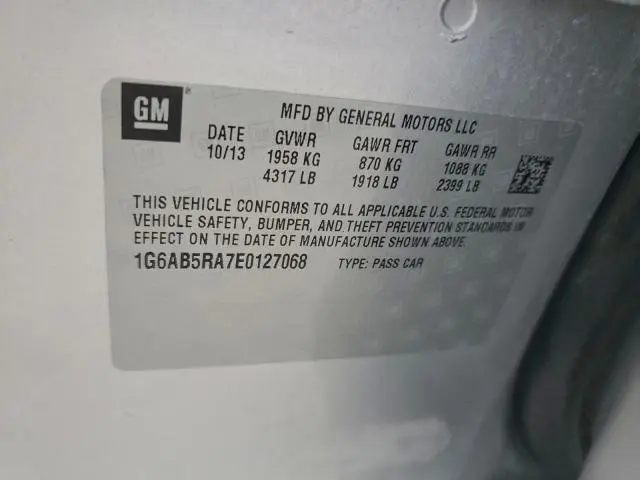 GM ® MFD BY GENERAL MOTORS LLC
DATE GVWR GAWR FRT GAWR RR
10/13 1958 KG 870 KG 1088 KG
4317 LB 1918 LB 2399 LB
THIS VEHICLE CONFORMS TO ALL APPLICABLE U.S. FEDERAL MOTOR
VEHICLE SAFETY, BUMPER, AND THEFT PREVENTION STANDARDS IN
EFFECT ON THE DATE OF MANUFACTURE SHOWN ABOVE.
1G6AB5RA7E0127068 TYPE: PASS CAR